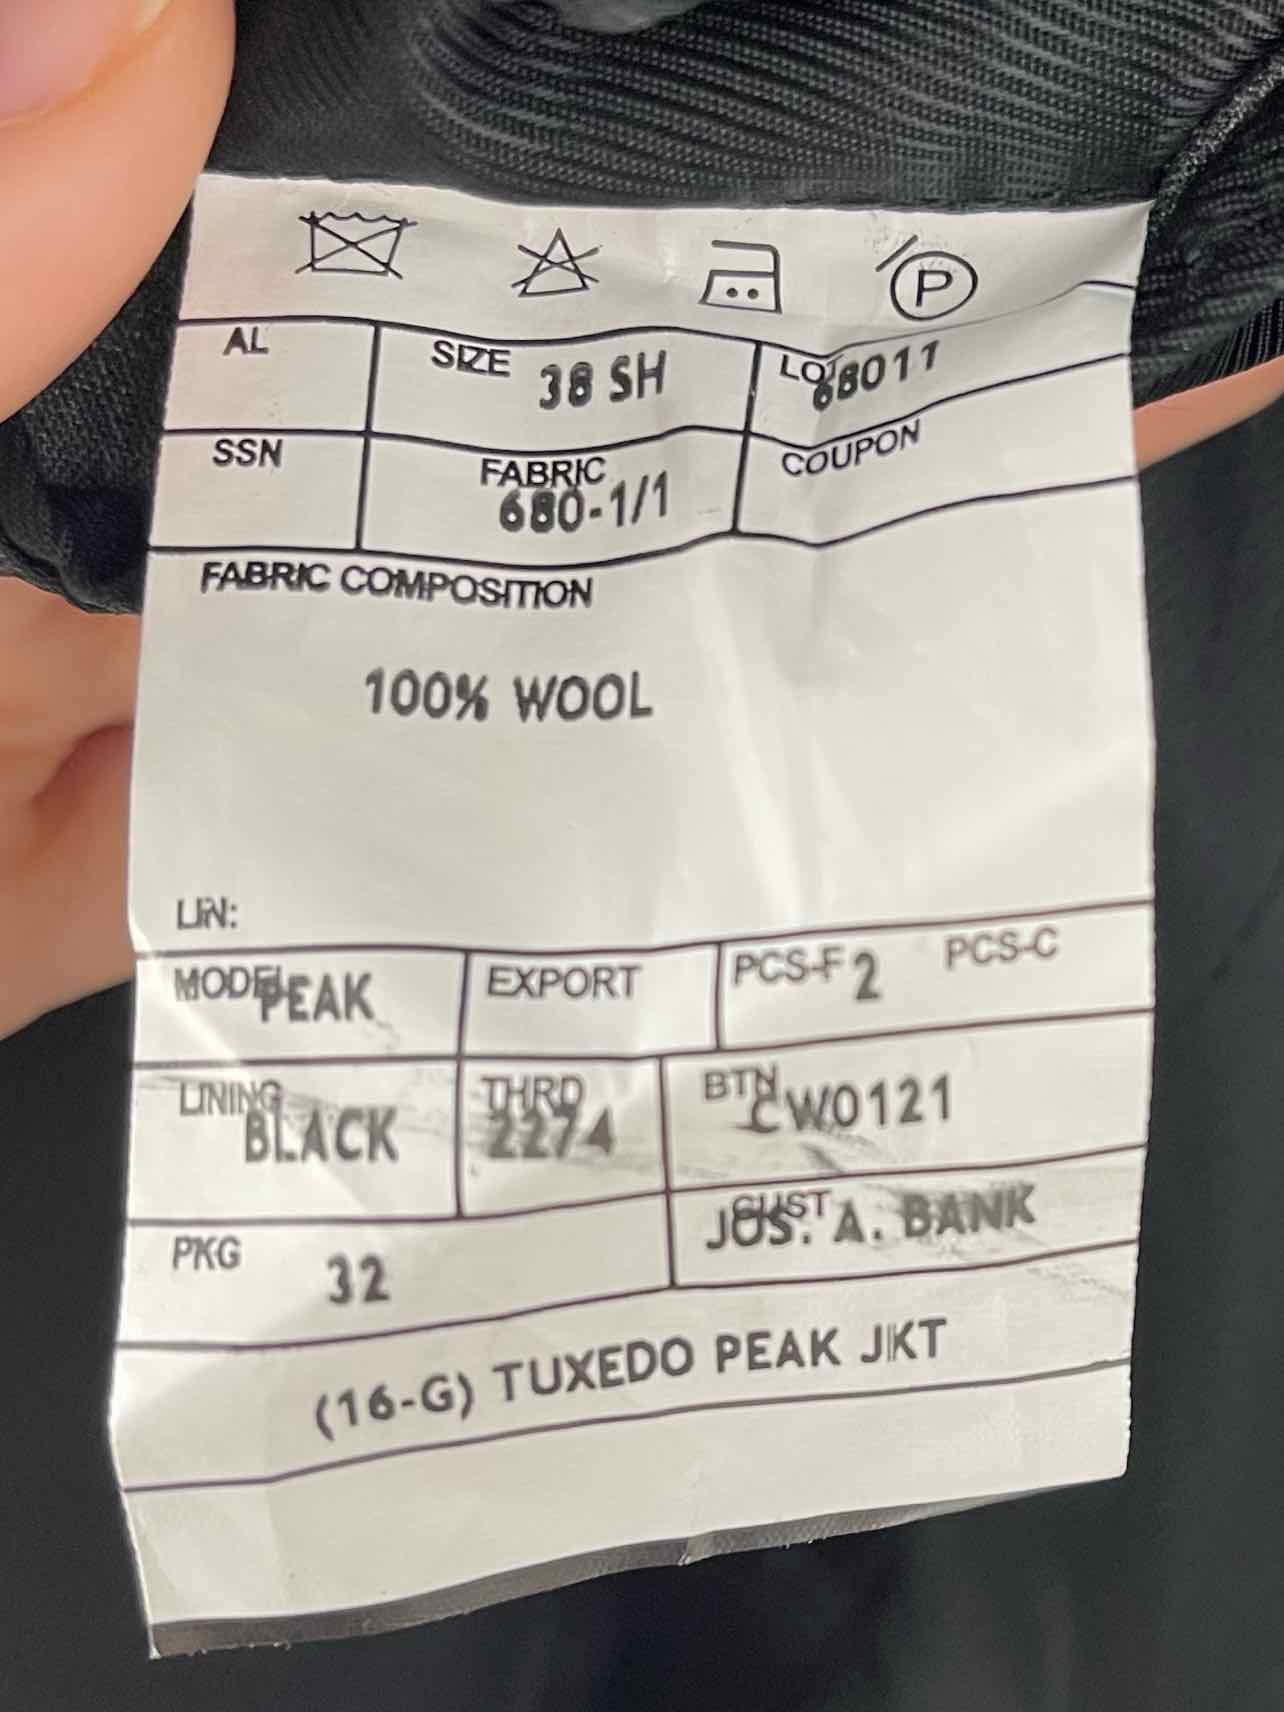 P
AL SIZE 38 SH LOT 68011
SSN FABRIC 680-1/1 COUPON
FABRIC COMPOSITION
100% WOOL
LIN:
MODEL PEAK EXPORT PCS-F 2 PCS-C
LINING BLACK THRD 2274 BTN CW0121
PKG 32 CUST JOS. A. BANK
(16-G) TUXEDO PEAK JKT